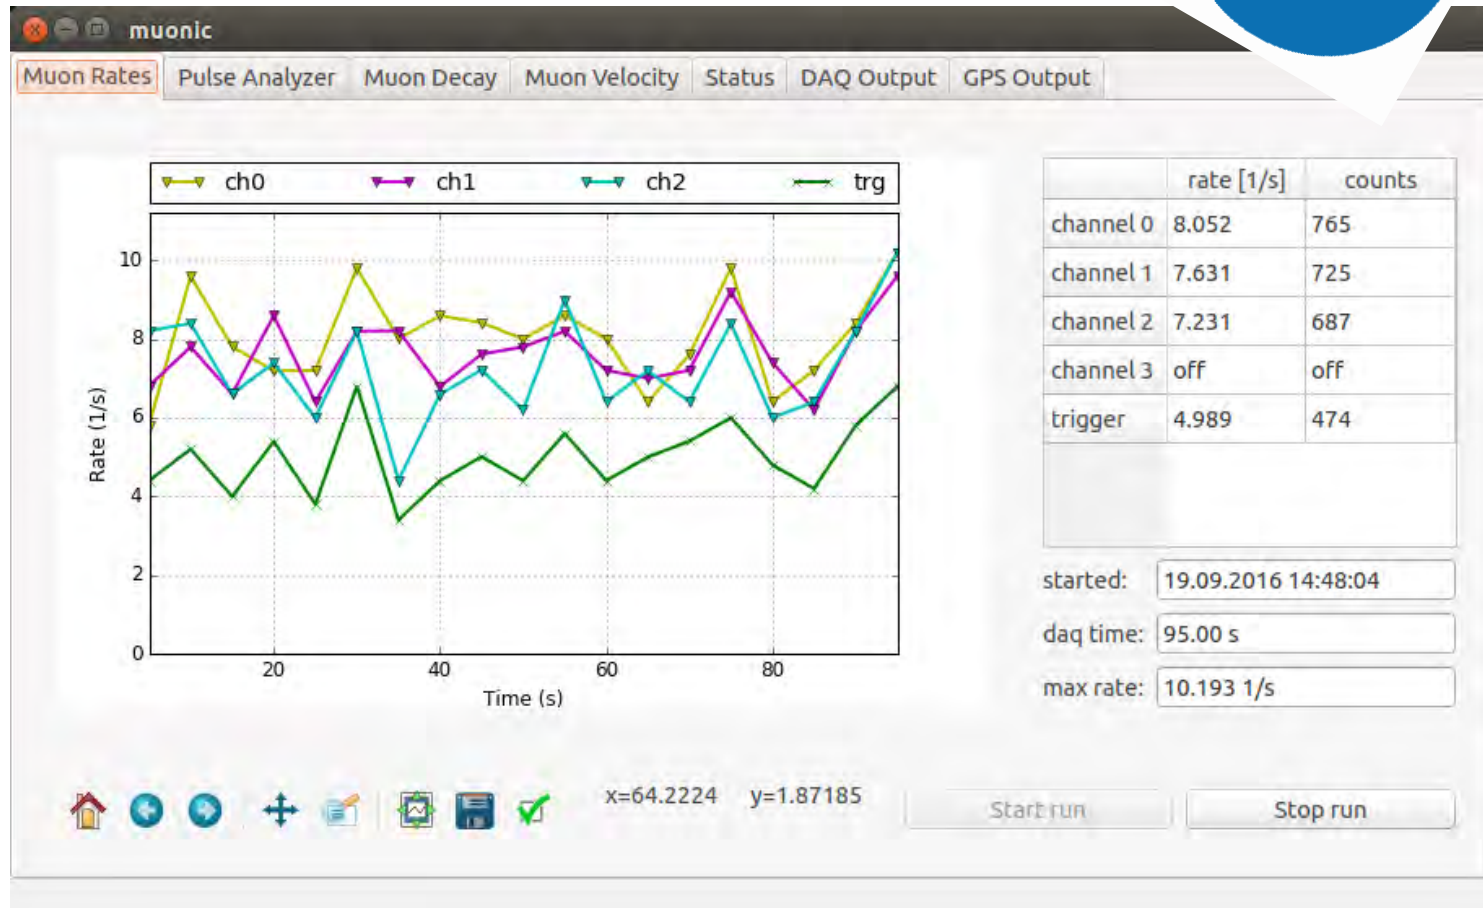 muonic
Muon Rates Pulse Analyzer Muon Decay Muon Velocity Status DAQ Output GPS Output
ch0 ch1 ch2 trg
10
8
6
4
2
0
Rate (1/s)
20 40 60 80
Time (s)
rate [1/s] counts
channel 0 8.052 765
channel 1 7.631 725
channel 2 7.231 687
channel 3 off off
trigger 4.989 474
started: 19.09.2016 14:48:04
daq time: 95.00 s
max rate: 10.193 1/s
x=64.2224 y=1.87185
Start run Stop run